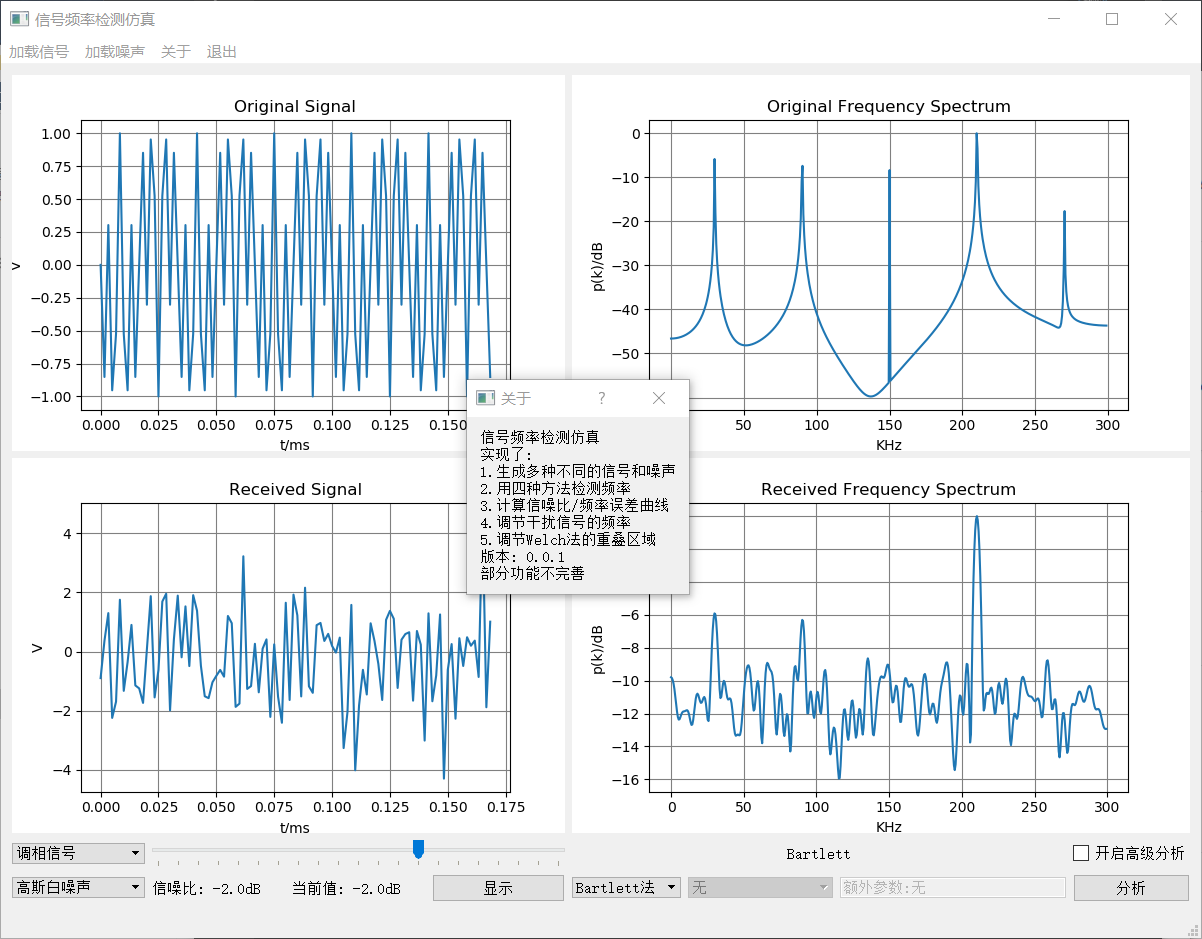 信号频率检测仿真
加载信号 加载噪声 关于 退出
Original Signal
1.00
0.75
0.50
0.25
0.00
−0.25
−0.50
−0.75
−1.00
V
0.000 0.025 0.050 0.075 0.100 0.125 0.150
t/ms
Original Frequency Spectrum
0
−10
−20
−30
−40
−50
p(k)/dB
50 100 150 200 250 300
KHz
关于 ?
信号频率检测仿真
实现了:
1.生成多种不同的信号和噪声
2.用四种方法检测频率
3.计算信噪比/频率误差曲线
4.调节干扰信号的频率
5.调节Welch法的重叠区域
版本: 0.0.1
部分功能不完善
Received Signal
4
2
0
−2
−4
V
0.000 0.025 0.050 0.075 0.100 0.125 0.150 0.175
t/ms
Received Frequency Spectrum
−6
−8
−10
−12
−14
−16
p(k)/dB
0 50 100 150 200 250 300
KHz
调相信号
Bartlett
开启高级分析
高斯白噪声
信噪比: -2.0dB
当前值: -2.0dB
显示
Bartlett法
无
额外参数:无
分析